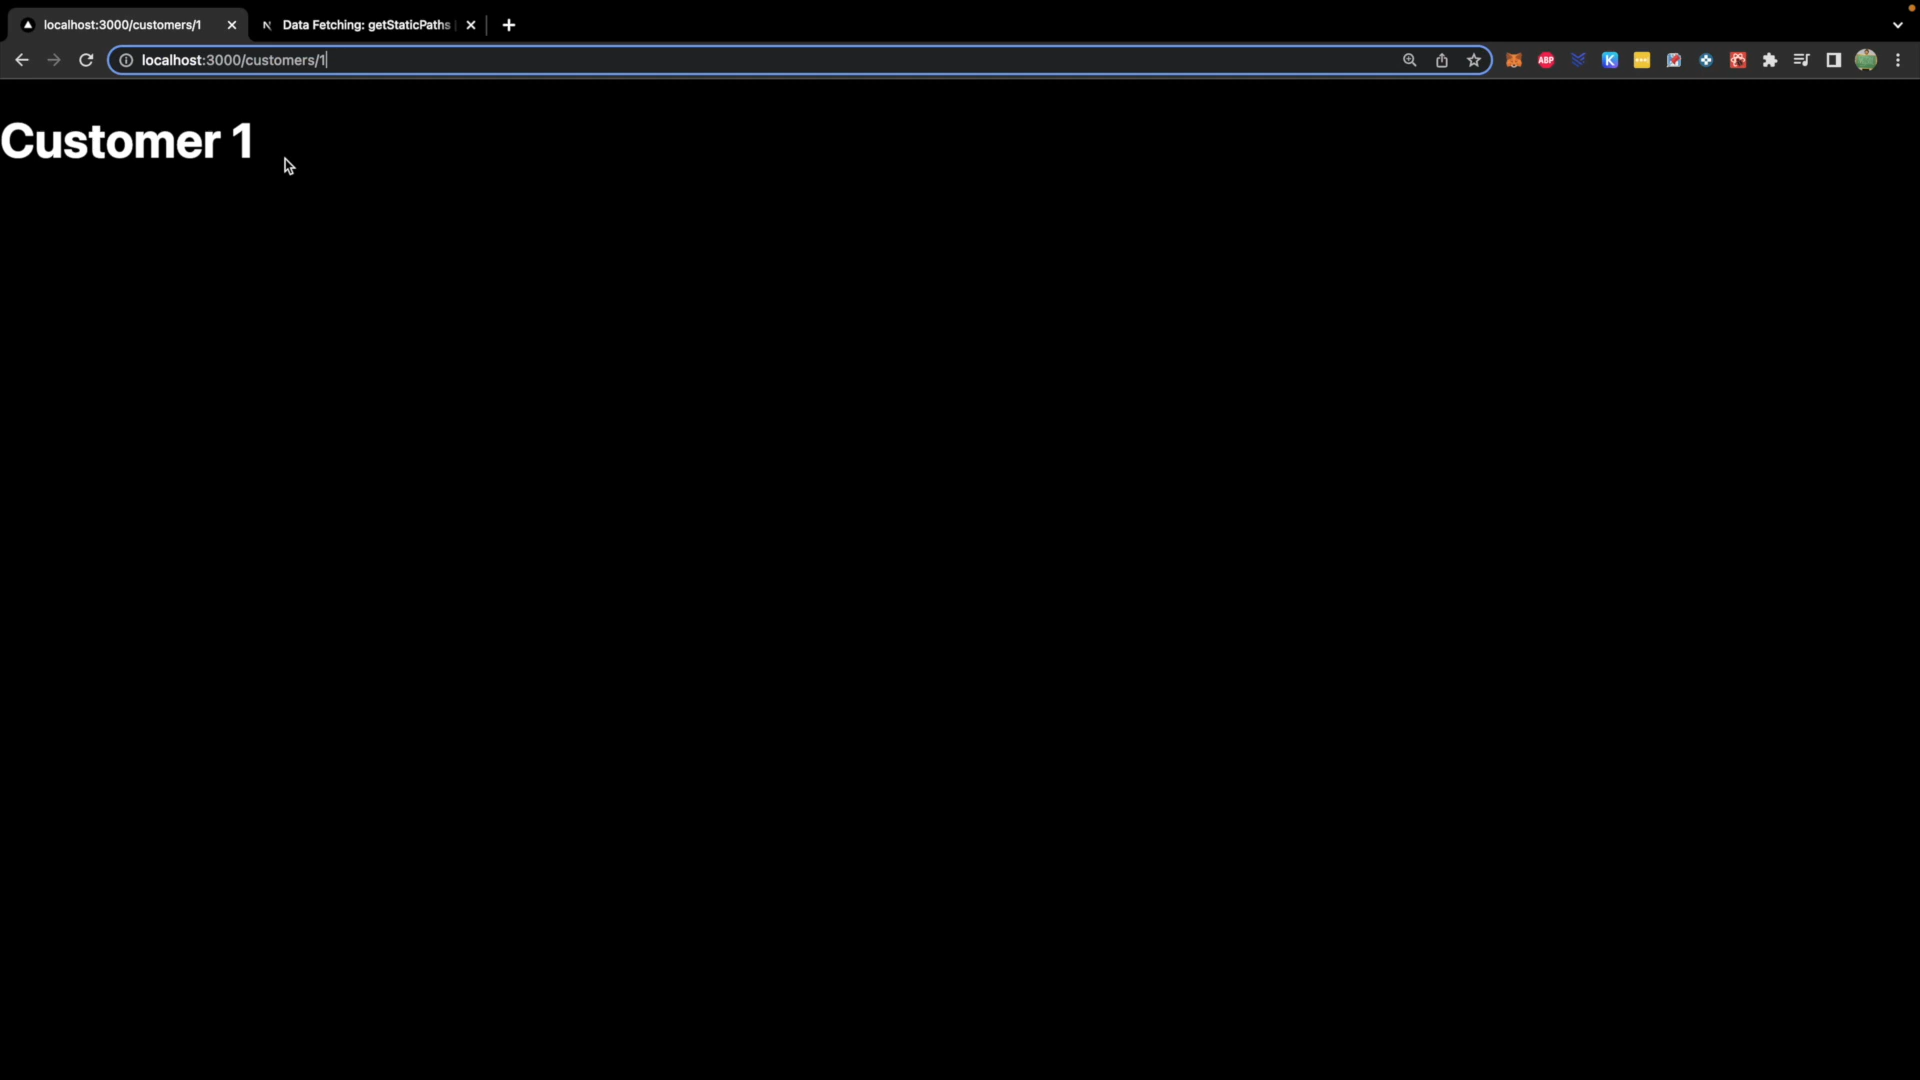 localhost:3000/customers/1
Data Fetching: getStaticPaths
localhost:3000/customers/1
ABP
K
Customer 1